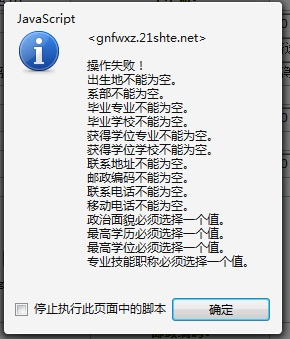 JavaScript
<gnfwxz.21shte.net>
操作失败！
出生地不能为空。
系部不能为空。
毕业专业不能为空。
毕业学校不能为空。
获得学位专业不能为空。
获得学位学校不能为空。
联系地址不能为空。
邮政编码不能为空。
联系电话不能为空。
移动电话不能为空。
政治面貌必须选择一个值。
最高学历必须选择一个值。
最高学位必须选择一个值。
专业技能职称必须选择一个值。
停止执行此页面中的脚本
确定